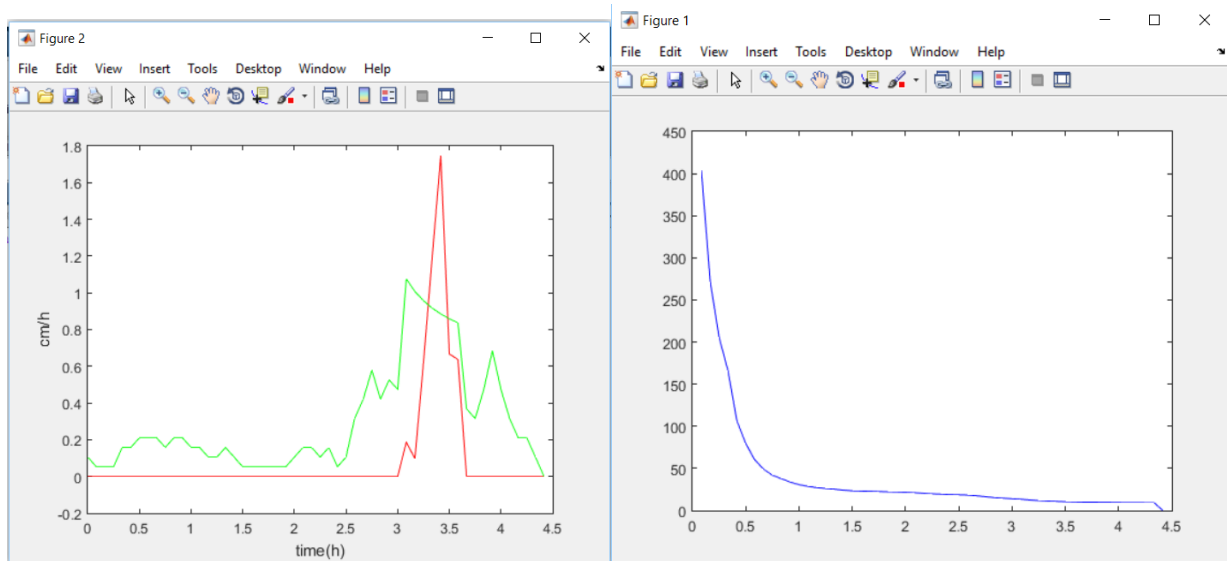 Figure 2
File Edit View Insert Tools Desktop Window Help
1.8
1.6
1.4
1.2
1
0.8
0.6
0.4
0.2
0
-0.2
cm/h
0 0.5 1 1.5 2 2.5 3 3.5 4 4.5
time(h)
Figure 1
File Edit View Insert Tools Desktop Window Help
450
400
350
300
250
200
150
100
50
0
0 0.5 1 1.5 2 2.5 3 3.5 4 4.5